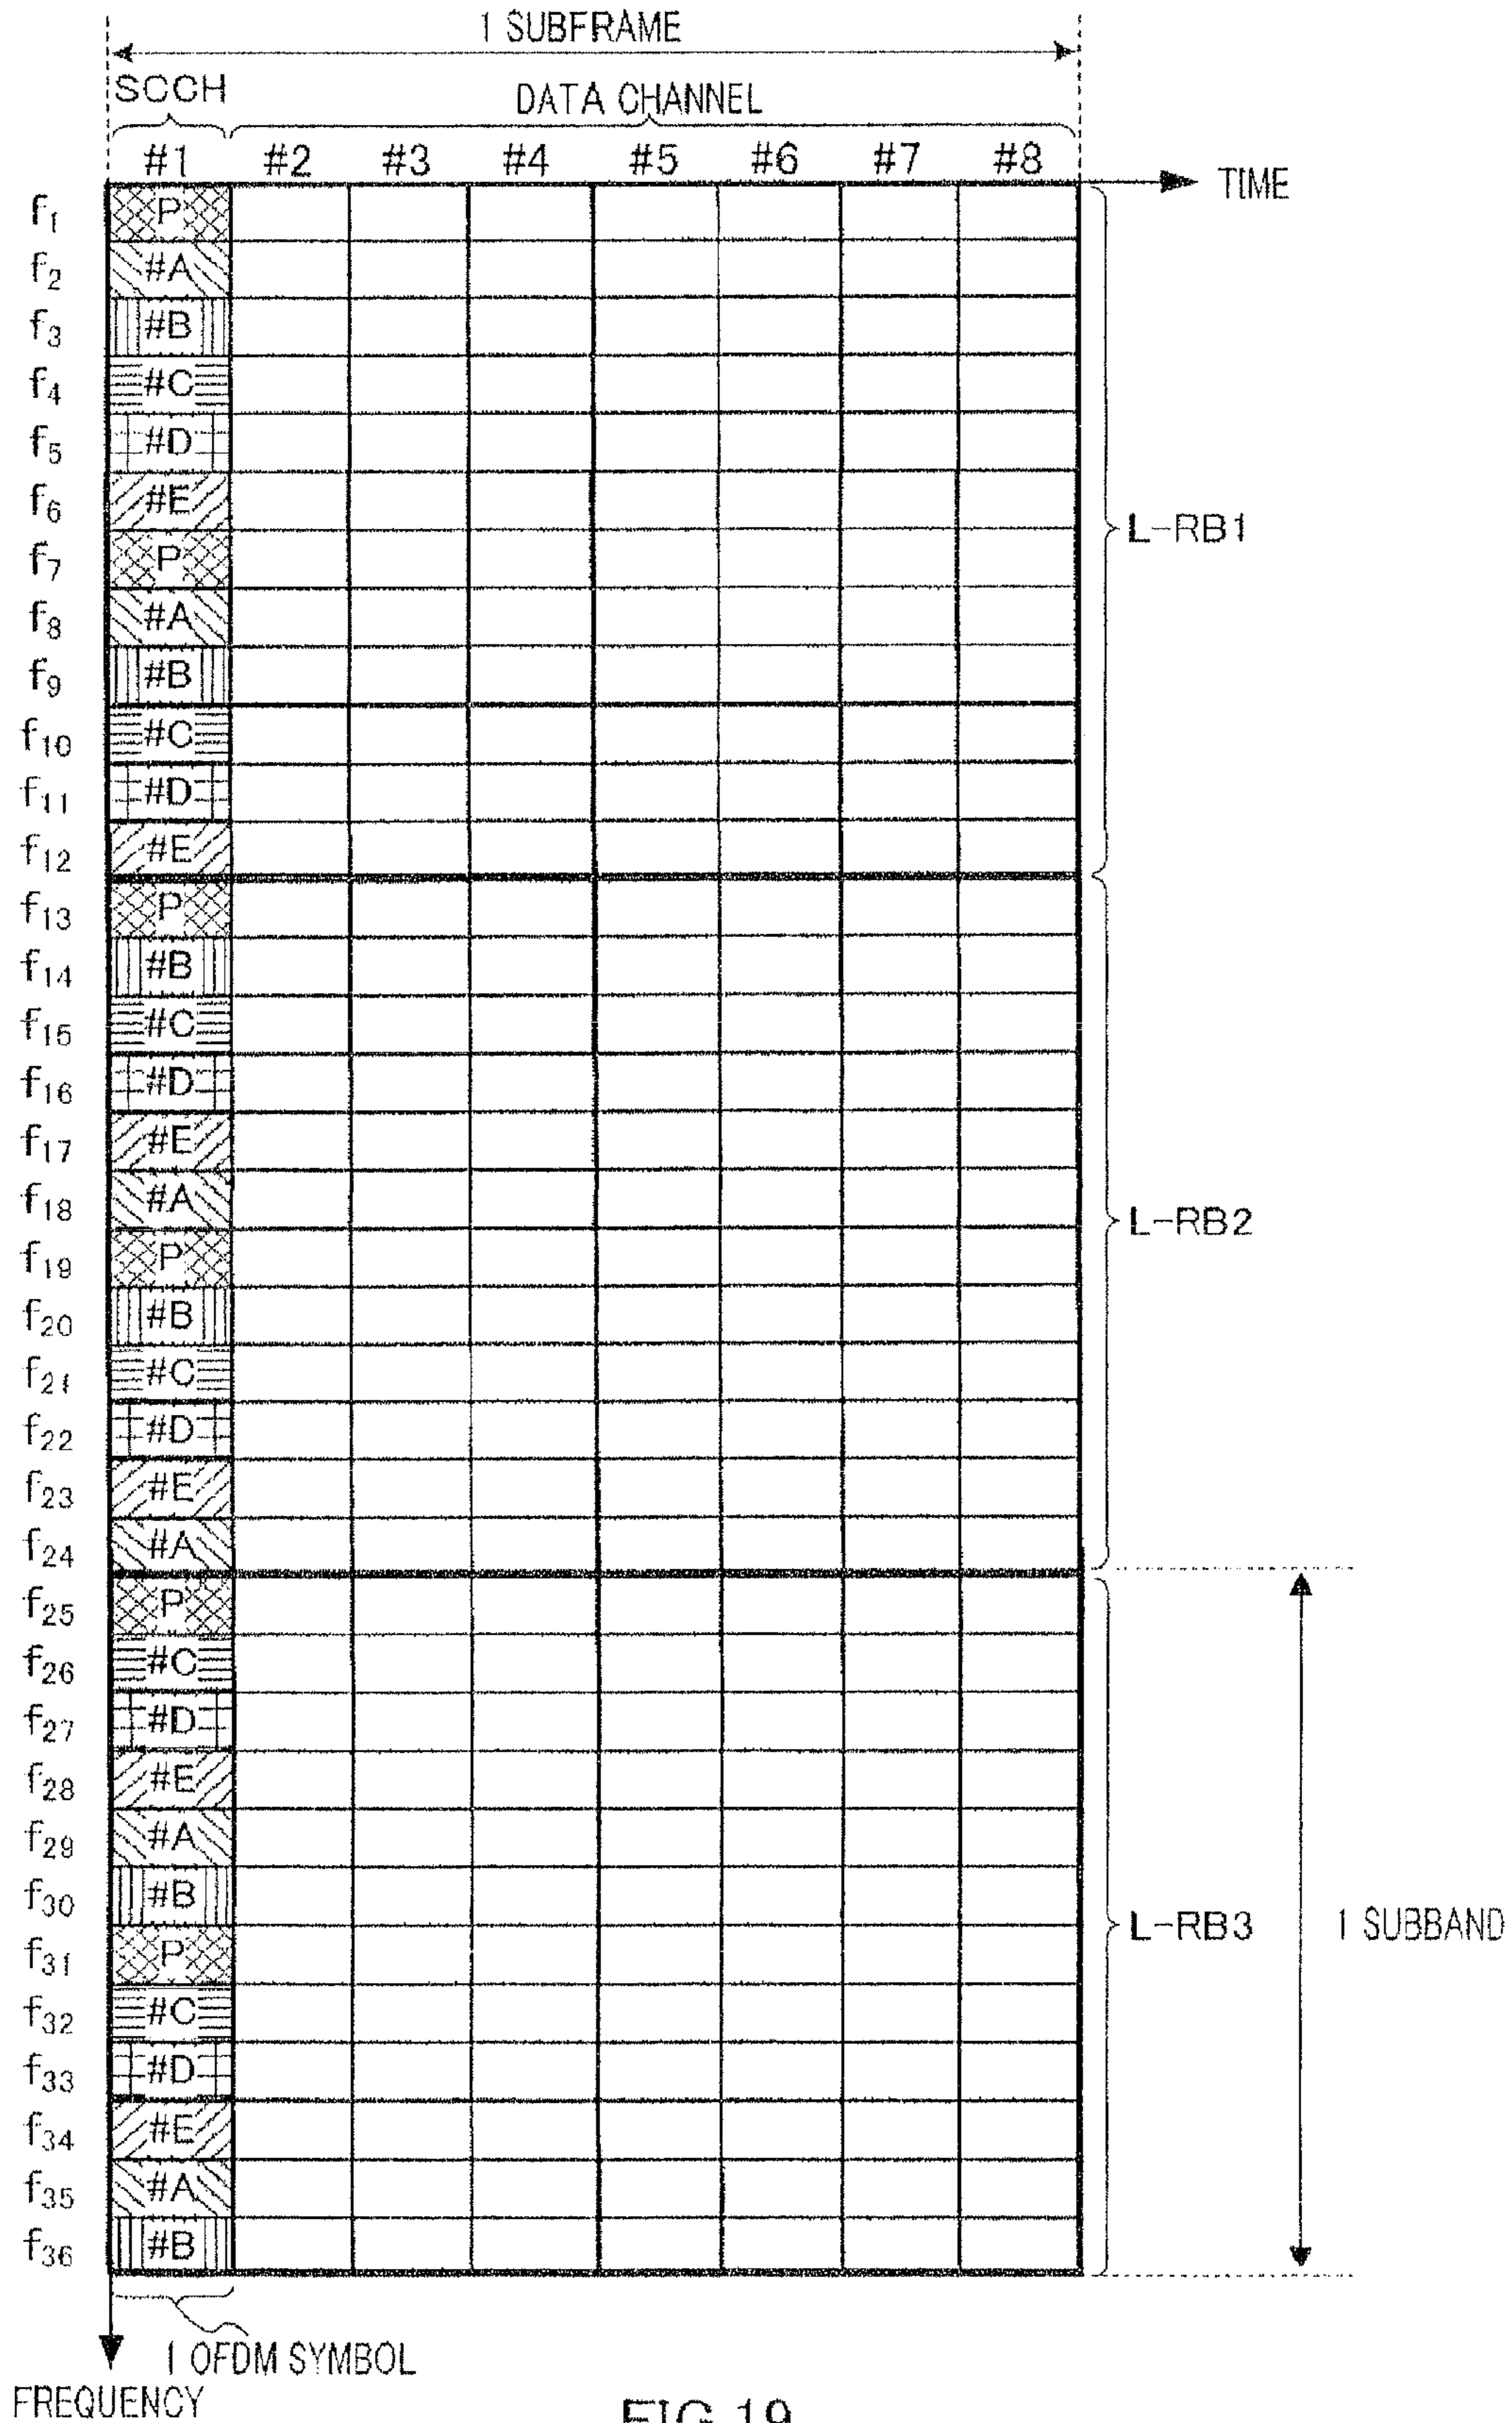 1 SUBFRAME
SCCH
DATA CHANNEL
#1 #2 #3 #4 #5 #6 #7 #8
TIME
f1 P
f2 #A
f3 #B
f4 #C
f5 #D
f6 #E
f7 P
f8 #A
f9 #B
f10 #C
f11 #D
f12 #E
L-RB1
f13 P
f14 #B
f15 #C
f16 #D
f17 #E
f18 #A
f19 P
f20 #B
f21 #C
f22 #D
f23 #E
f24 #A
L-RB2
f25 P
f26 #C
f27 #D
f28 #E
f29 #A
f30 #B
f31 P
f32 #C
f33 #D
f34 #E
f35 #A
f36 #B
L-RB3
1 SUBBAND
1 OFDM SYMBOL
FREQUENCY
FIG.19